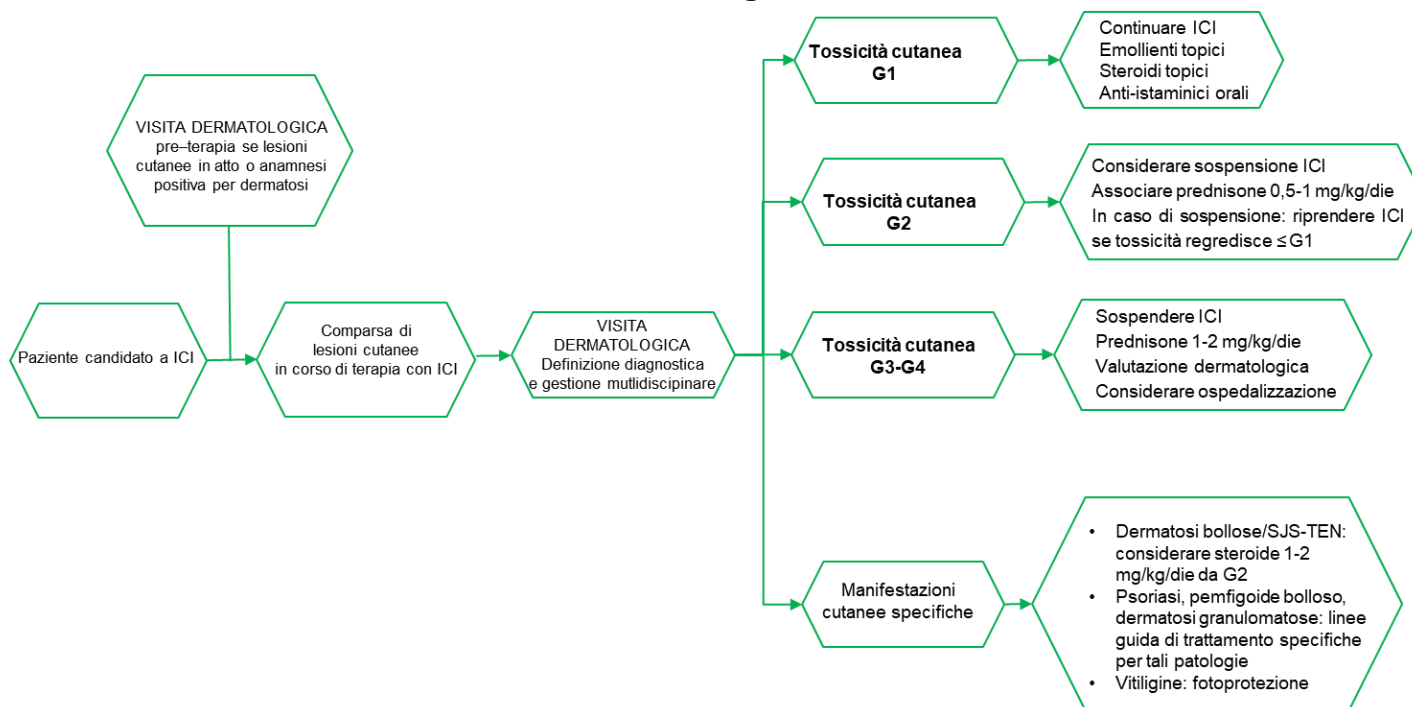 VISITA DERMATOLOGICA
pre–terapia se lesioni
cutanee in atto o anamnesi
positiva per dermatosi
Paziente candidato a ICI
Comparsa di
lesioni cutanee
in corso di terapia con ICI
VISITA
DERMATOLOGICA
Definizione diagnostica
e gestione mutlidiscipinare
Tossicità cutanea
G1
Continuare ICI
Emollienti topici
Steroidi topici
Anti-istaminici orali
Tossicità cutanea
G2
Considerare sospensione ICI
Associare prednisone 0,5-1 mg/kg/die
In caso di sospensione: riprendere ICI
se tossicità regredisce ≤ G1
Tossicità cutanea
G3-G4
Sospendere ICI
Prednisone 1-2 mg/kg/die
Valutazione dermatologica
Considerare ospedalizzazione
Manifestazioni
cutanee specifiche
• Dermatosi bollose/SJS-TEN:
considerare steroide 1-2
mg/kg/die da G2
• Psoriasi, pemfigoide bolloso,
dermatosi granulomatose: linee
guida di trattamento specifiche
per tali patologie
• Vitiligine: fotoprotezione